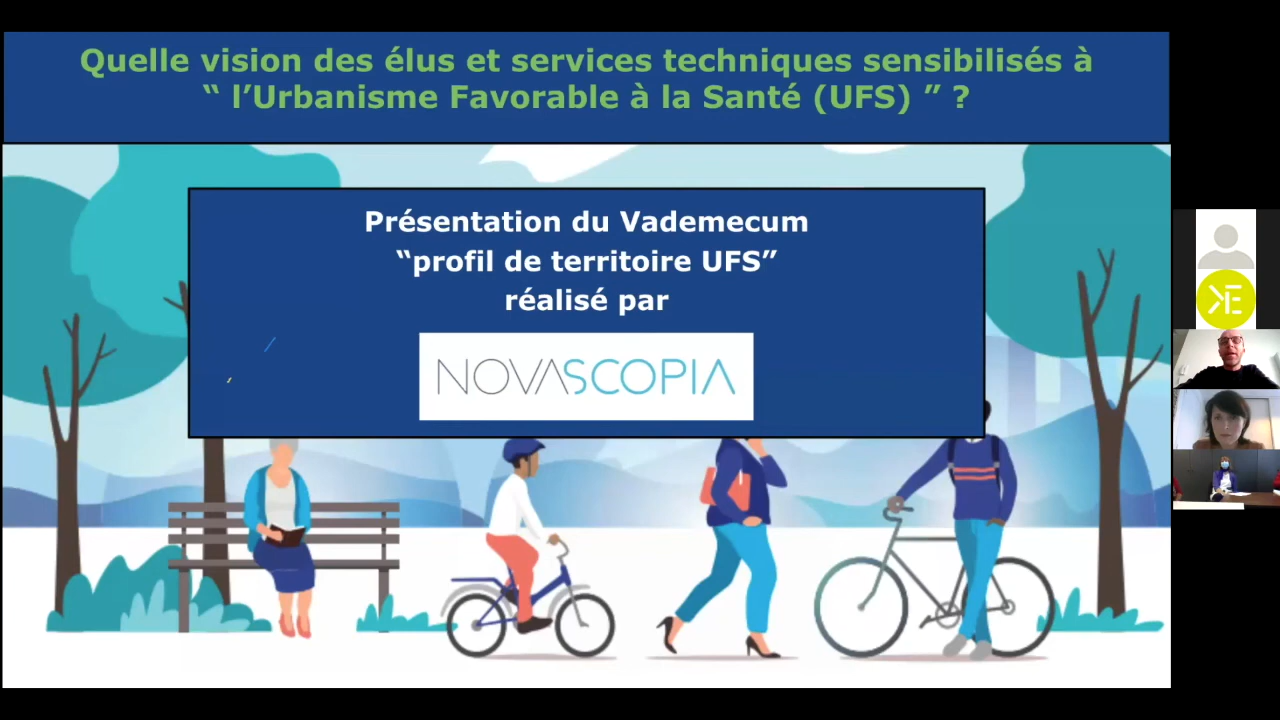 Quelle vision des élus et services techniques sensibilisés à
“ l’Urbanisme Favorable à la Santé (UFS) ” ?
Présentation du Vademecum
“profil de territoire UFS”
réalisé par
NOVASCOPIA
KE